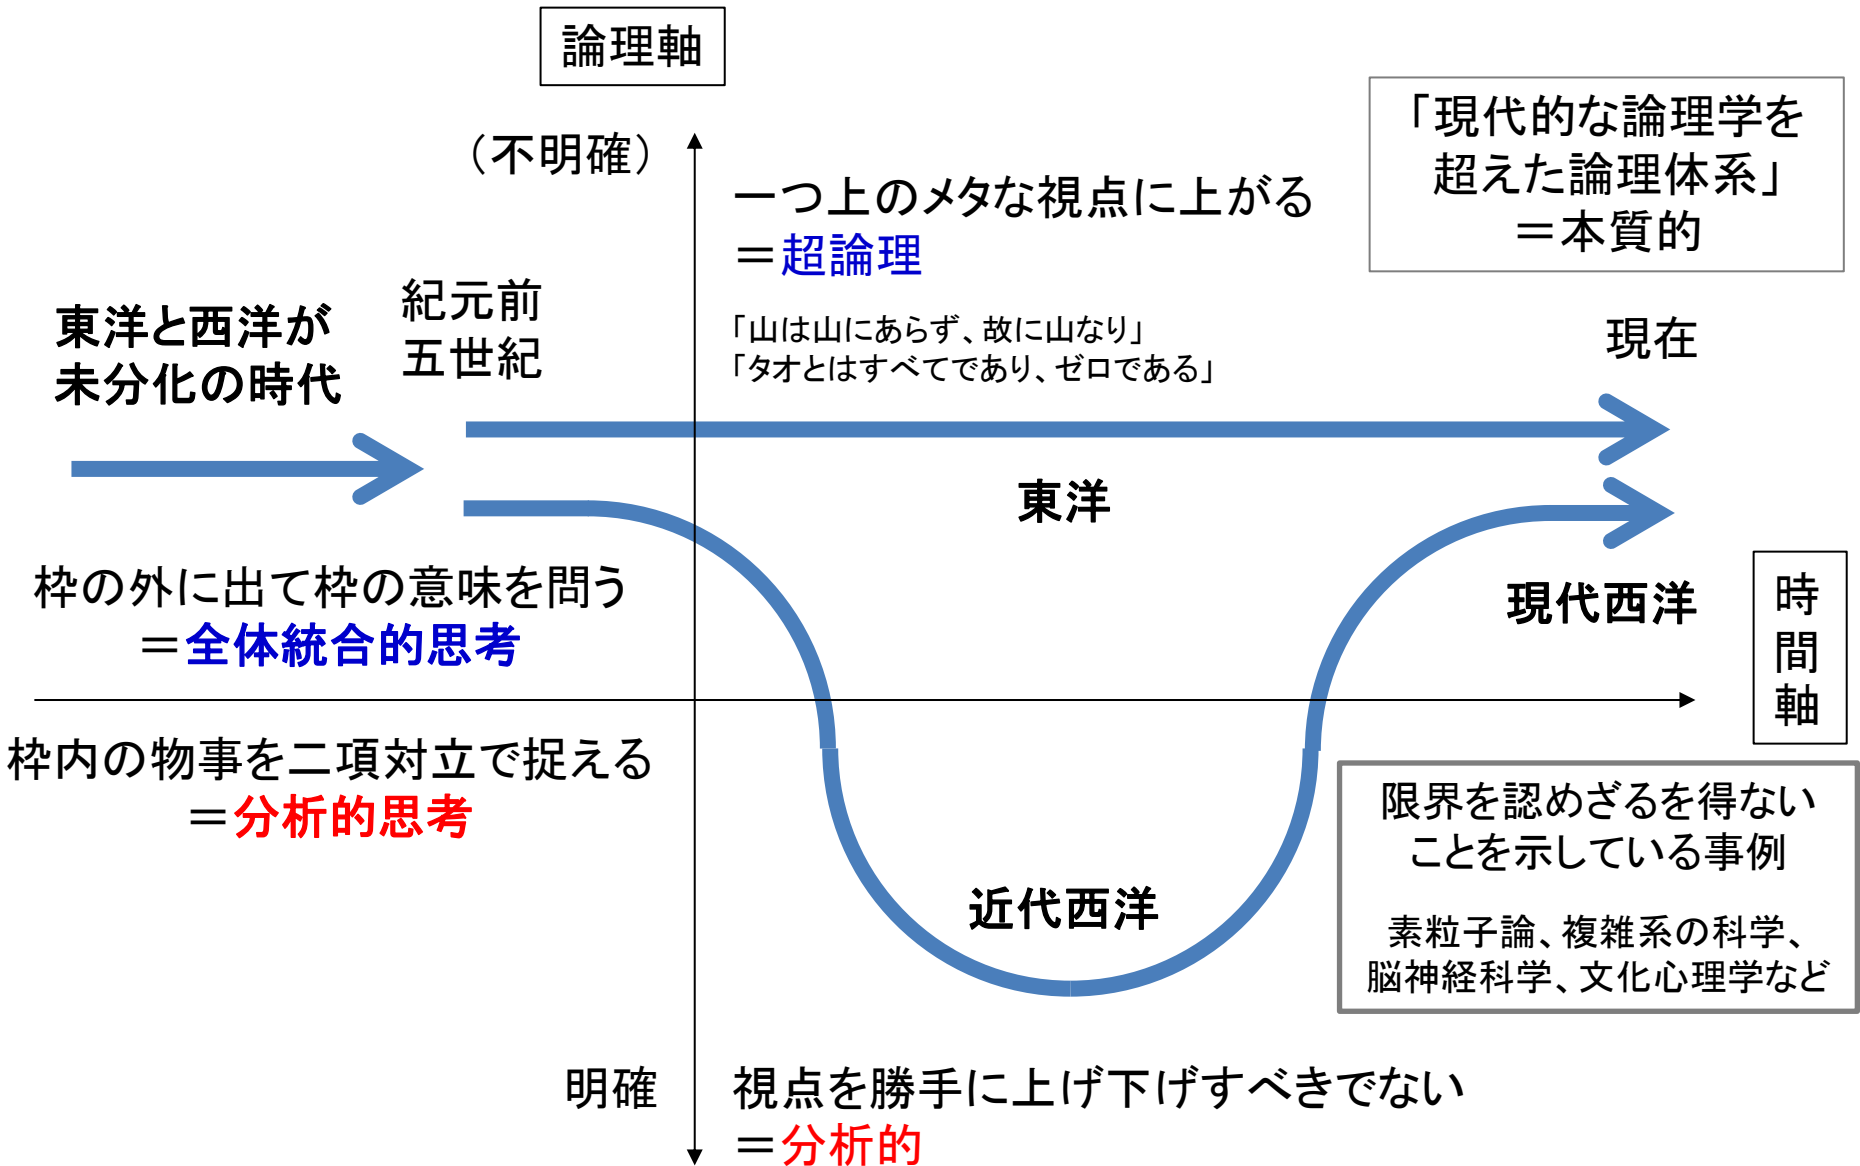 論理軸
（不明確）
一つ上のメタな視点に上がる
＝超論理
「山は山にあらず、故に山なり」
「タオとはすべてであり、ゼロである」
「現代的な論理学を
超えた論理体系」
＝本質的
現在
東洋と西洋が
未分化の時代
紀元前
五世紀
東洋
現代西洋
時間軸
枠の外に出て枠の意味を問う
＝全体統合的思考
枠内の物事を二項対立で捉える
＝分析的思考
近代西洋
限界を認めざるを得ない
ことを示している事例
素粒子論、複雑系の科学、
脳神経科学、文化心理学など
明確
視点を勝手に上げ下げすべきでない
＝分析的